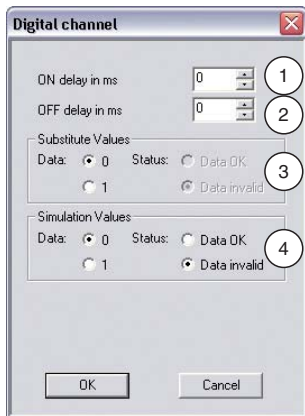 Digital channel
ON delay in ms 0 1
OFF delay in ms 0 2
Substitute Values
Data: 0 Status: Data OK
1 Data invalid 3
Simulation Values
Data: 0 Status: Data OK
1 Data invalid 4
OK Cancel